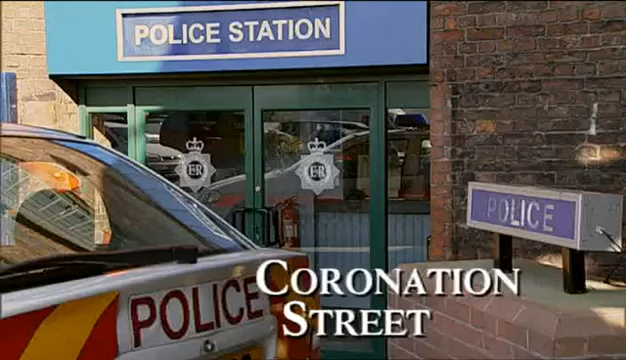 POLICE STATION
ER
ER
POLICE
POLICE
CORONATION
STREET